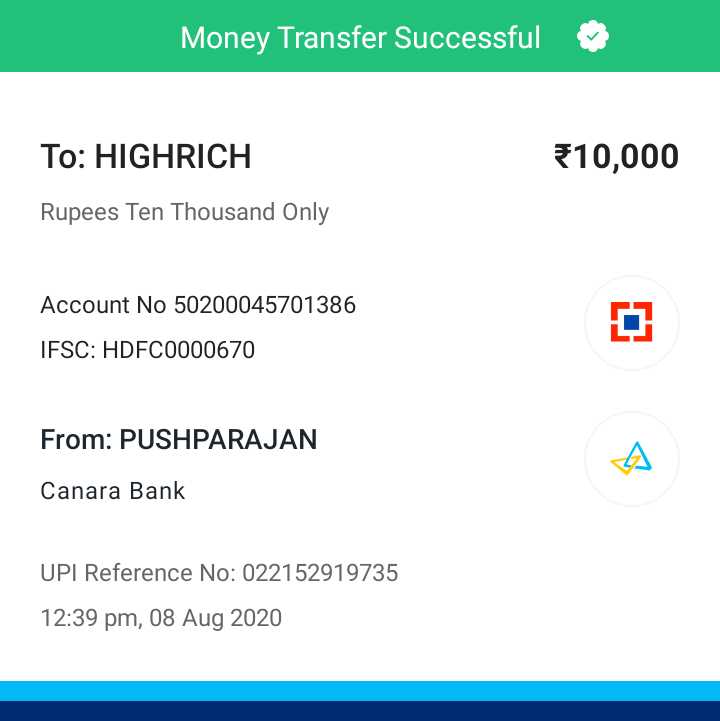 Money Transfer Successful
To: HIGHRICH ₹10,000
Rupees Ten Thousand Only
Account No 50200045701386
IFSC: HDFC0000670
From: PUSHPARAJAN
Canara Bank
UPI Reference No: 022152919735
12:39 pm, 08 Aug 2020